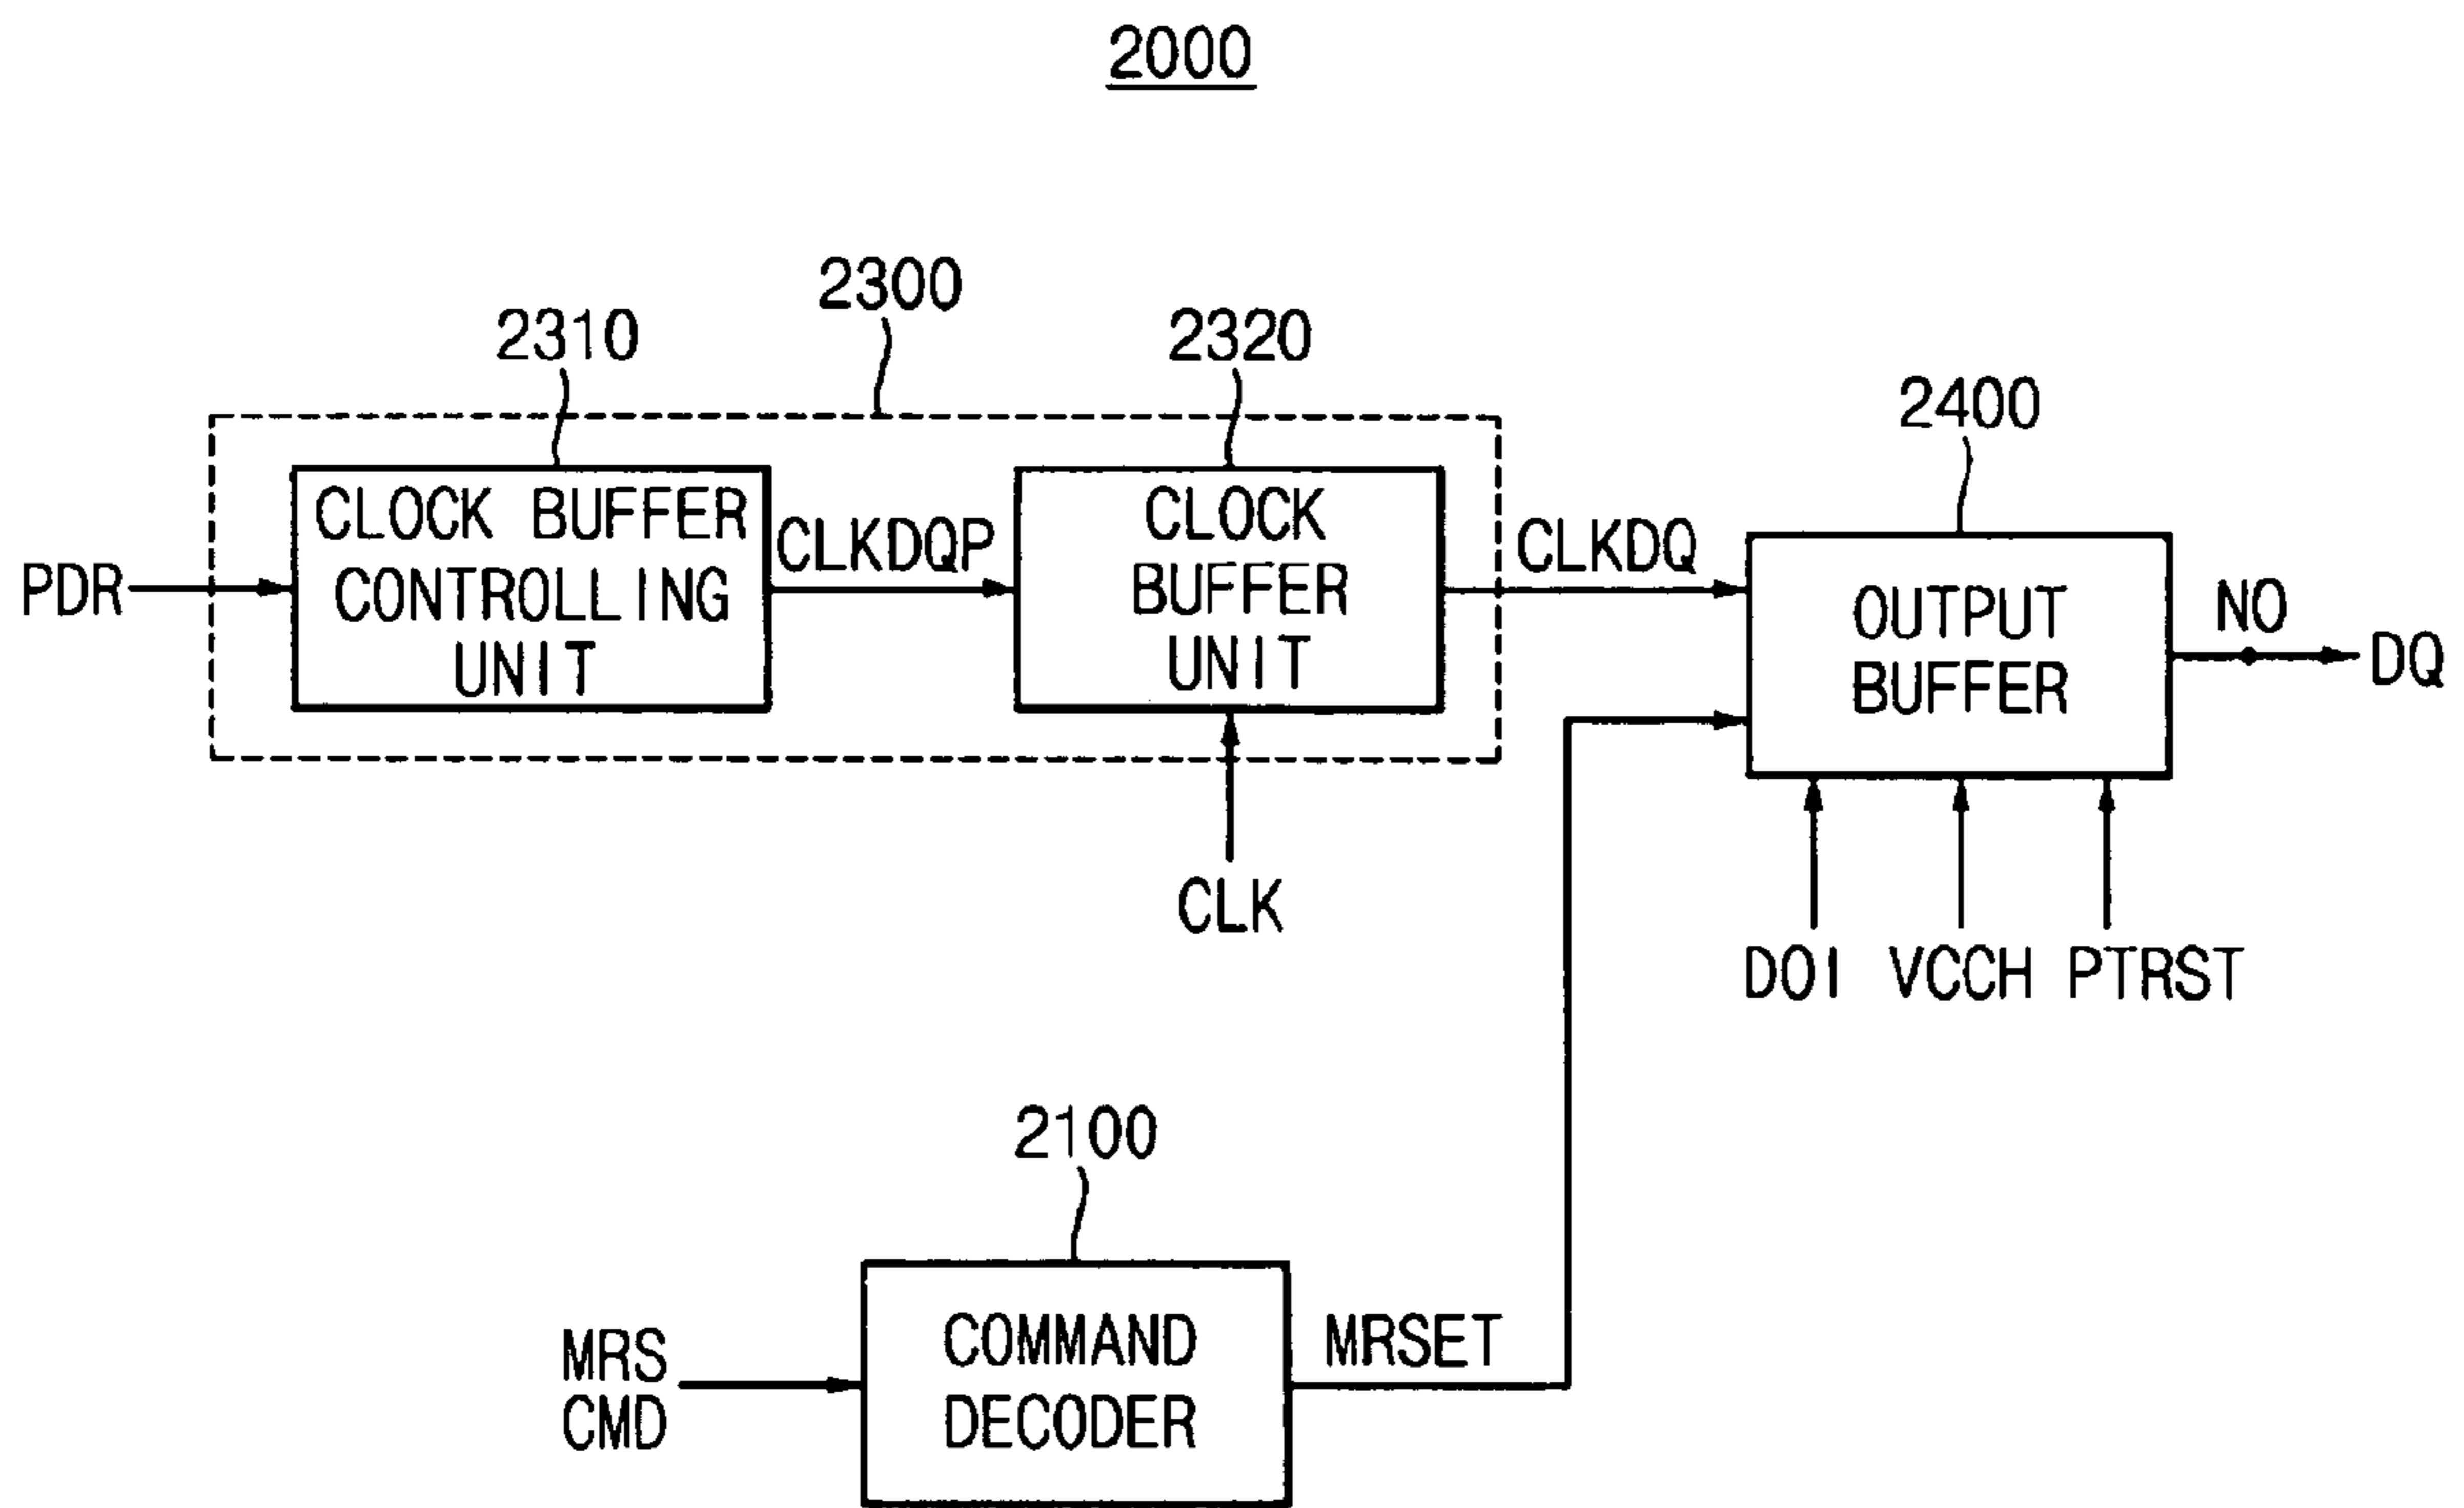 2000
2300
2310
2320
2400
CLOCK BUFFER
CONTROLLING
UNIT
CLOCK
BUFFER
UNIT
PDR
CLKDQP
CLKDQ
OUTPUT
BUFFER
NO
DQ
CLK
DOI VCCH PTRST
2100
MRS
CMD
COMMAND
DECODER
MRSET